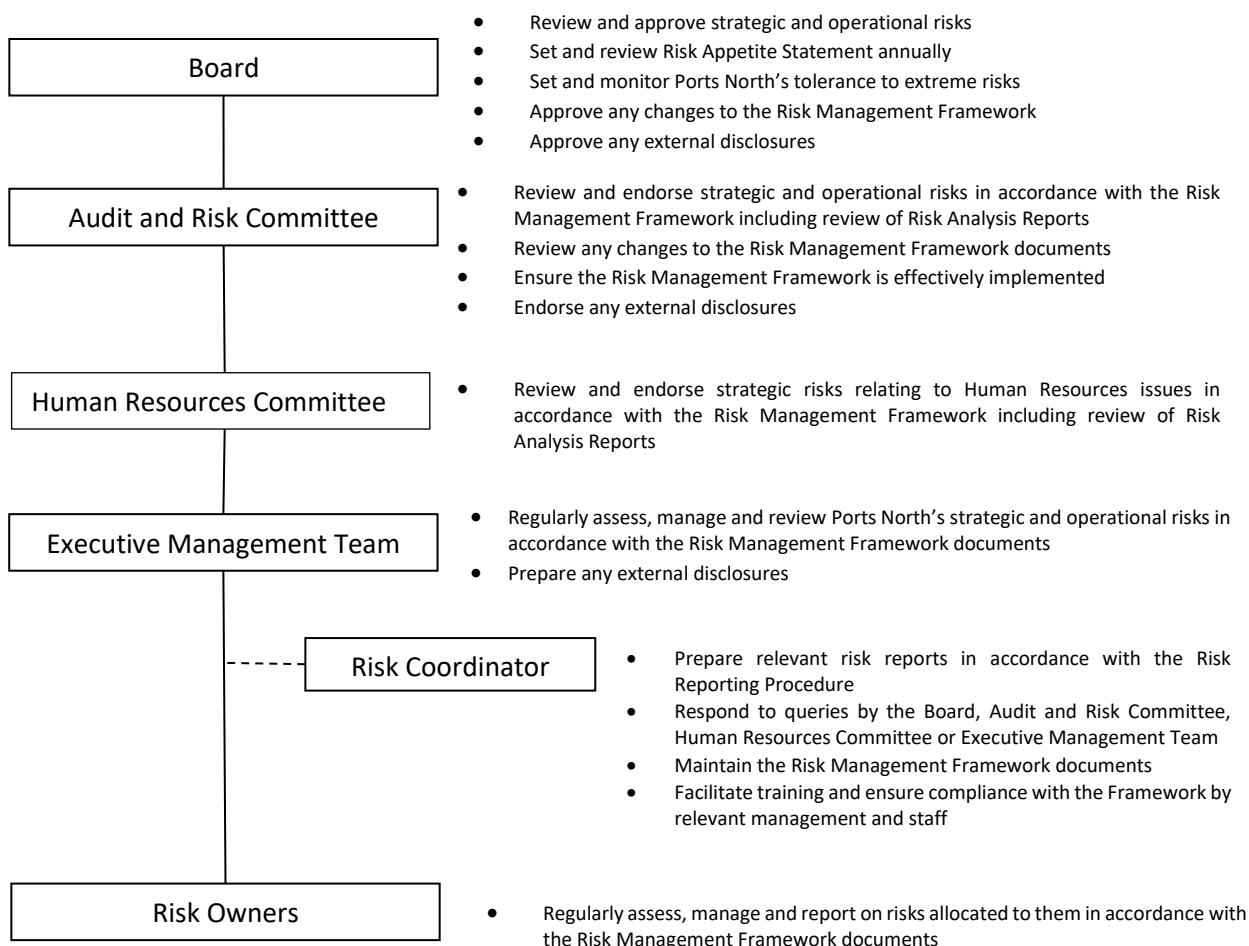 Board
• Review and approve strategic and operational risks
• Set and review Risk Appetite Statement annually
• Set and monitor Ports North’s tolerance to extreme risks
• Approve any changes to the Risk Management Framework
• Approve any external disclosures
Audit and Risk Committee
• Review and endorse strategic and operational risks in accordance with the Risk
Management Framework including review of Risk Analysis Reports
• Review any changes to the Risk Management Framework documents
• Ensure the Risk Management Framework is effectively implemented
• Endorse any external disclosures
Human Resources Committee
• Review and endorse strategic risks relating to Human Resources issues in
accordance with the Risk Management Framework including review of Risk
Analysis Reports
Executive Management Team
• Regularly assess, manage and review Ports North’s strategic and operational risks in
accordance with the Risk Management Framework documents
• Prepare any external disclosures
Risk Coordinator
• Prepare relevant risk reports in accordance with the Risk
Reporting Procedure
• Respond to queries by the Board, Audit and Risk Committee,
Human Resources Committee or Executive Management Team
• Maintain the Risk Management Framework documents
• Facilitate training and ensure compliance with the Framework by
relevant management and staff
Risk Owners
• Regularly assess, manage and report on risks allocated to them in accordance with
the Risk Management Framework documents